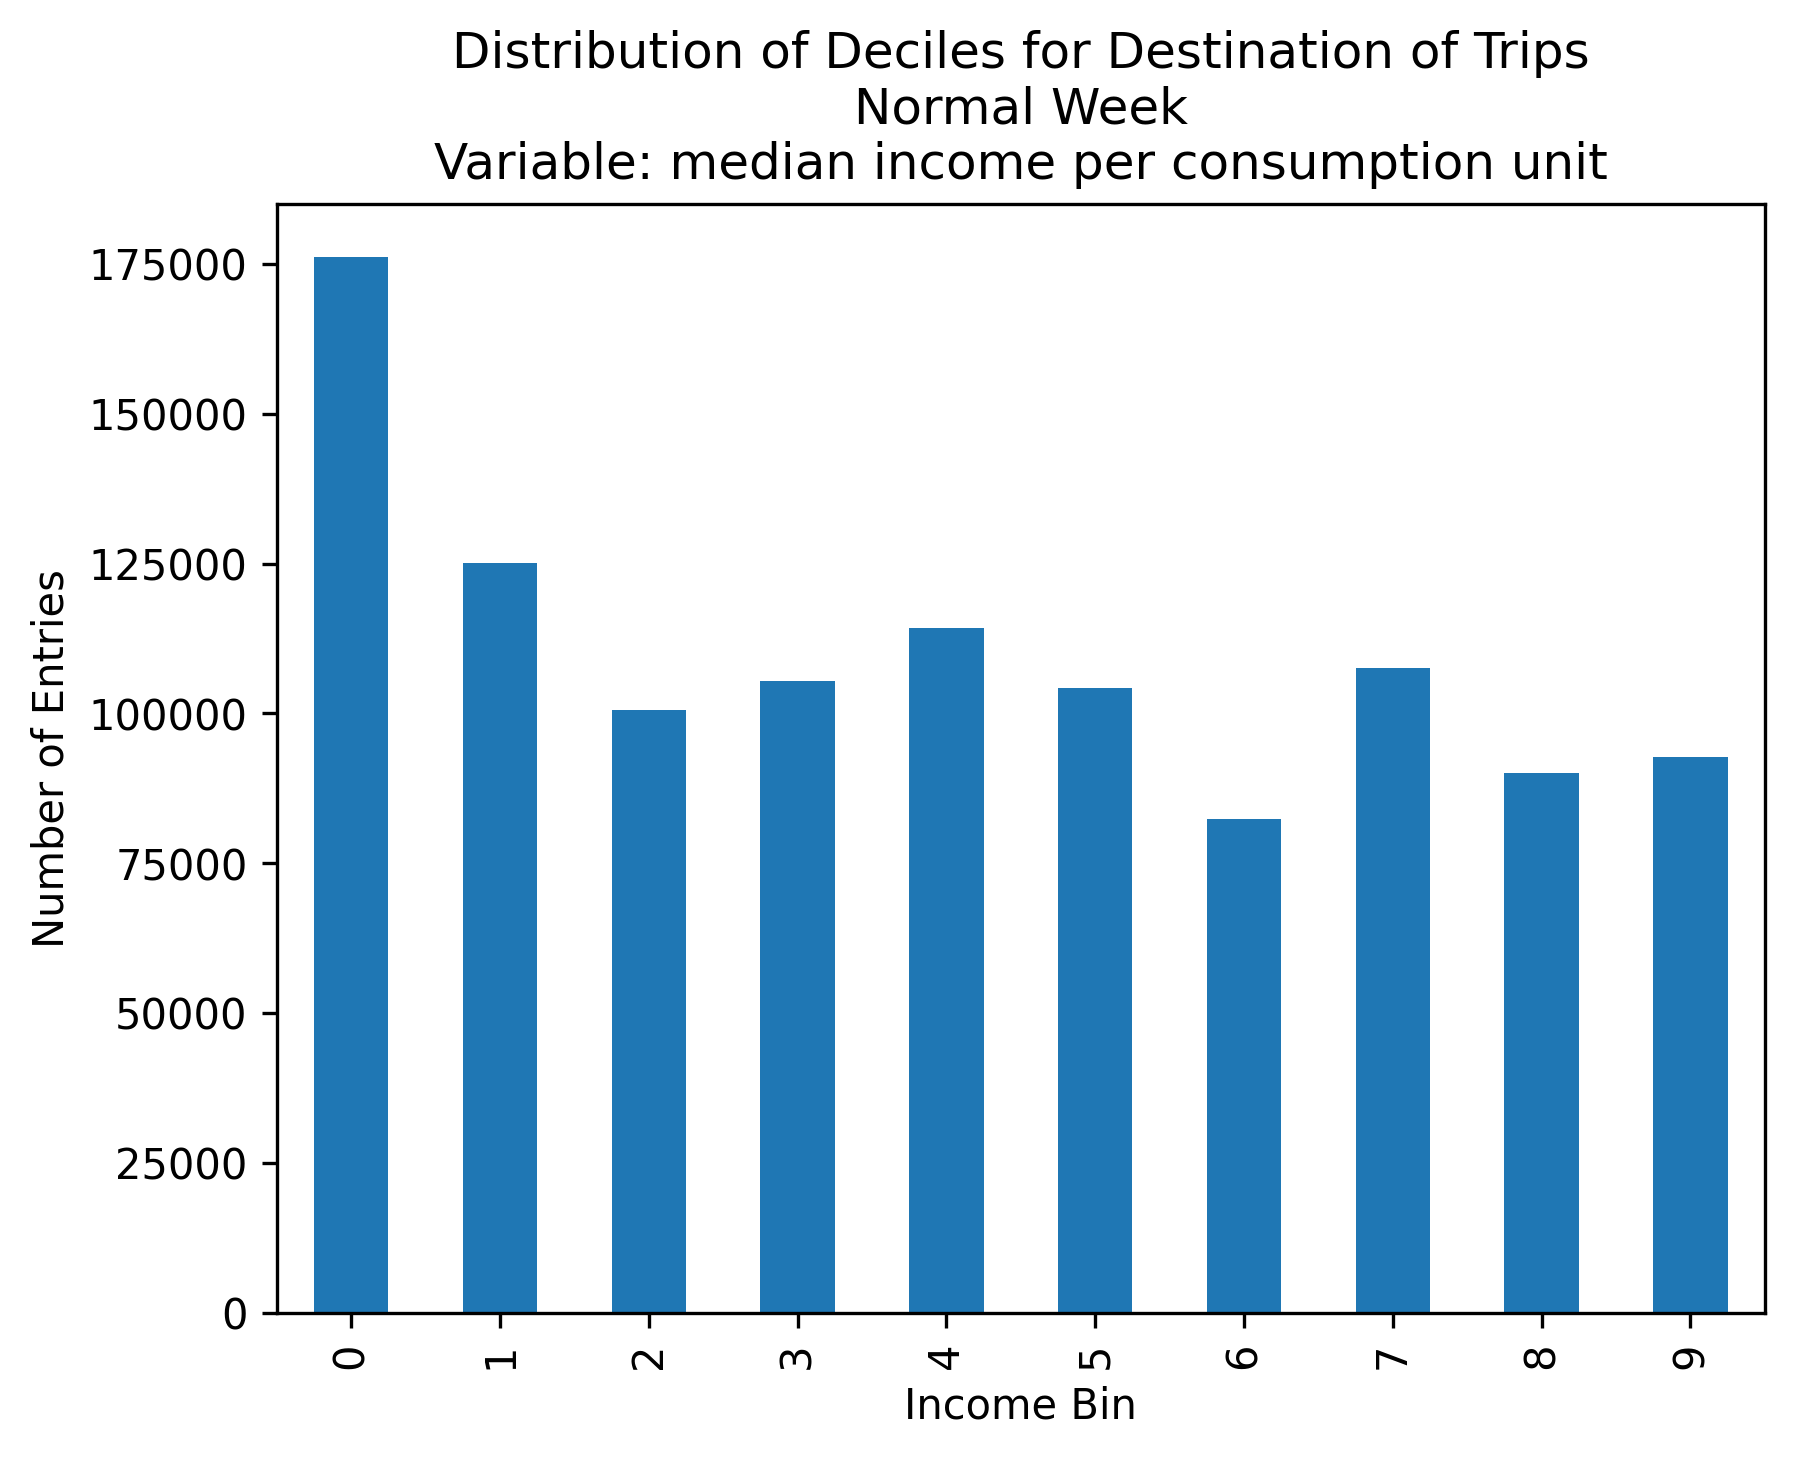 Distribution of Deciles for Destination of Trips
Normal Week
Variable: median income per consumption unit
Number of Entries
175000
150000
125000
100000
75000
50000
25000
0
0 1 2 3 4 5 6 7 8 9
Income Bin